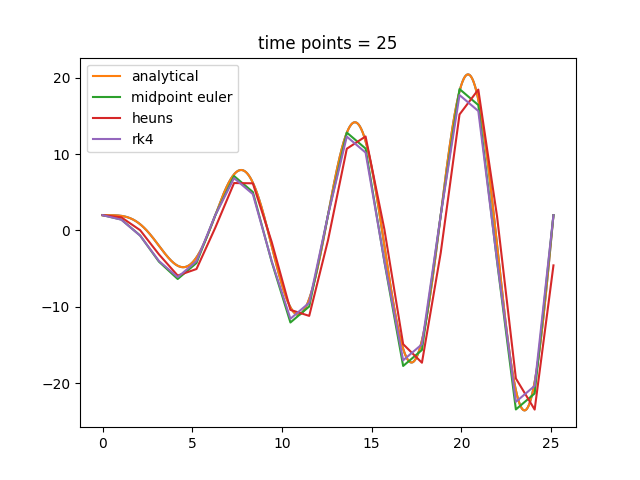 time points = 25
analytical
midpoint euler
heuns
rk4
20
10
0
−10
−20
0 5 10 15 20 25